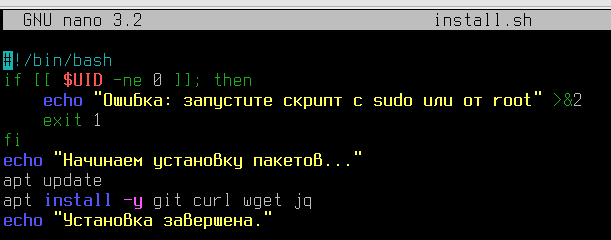 GNU nano 3.2 install.sh
#!/bin/bash
if [[ $UID -ne 0 ]]; then
    echo "Ошибка: запустите скрипт с sudo или от root" >&2
    exit 1
fi
echo "Начинаем установку пакетов..."
apt update
apt install -y git curl wget jq
echo "Установка завершена."